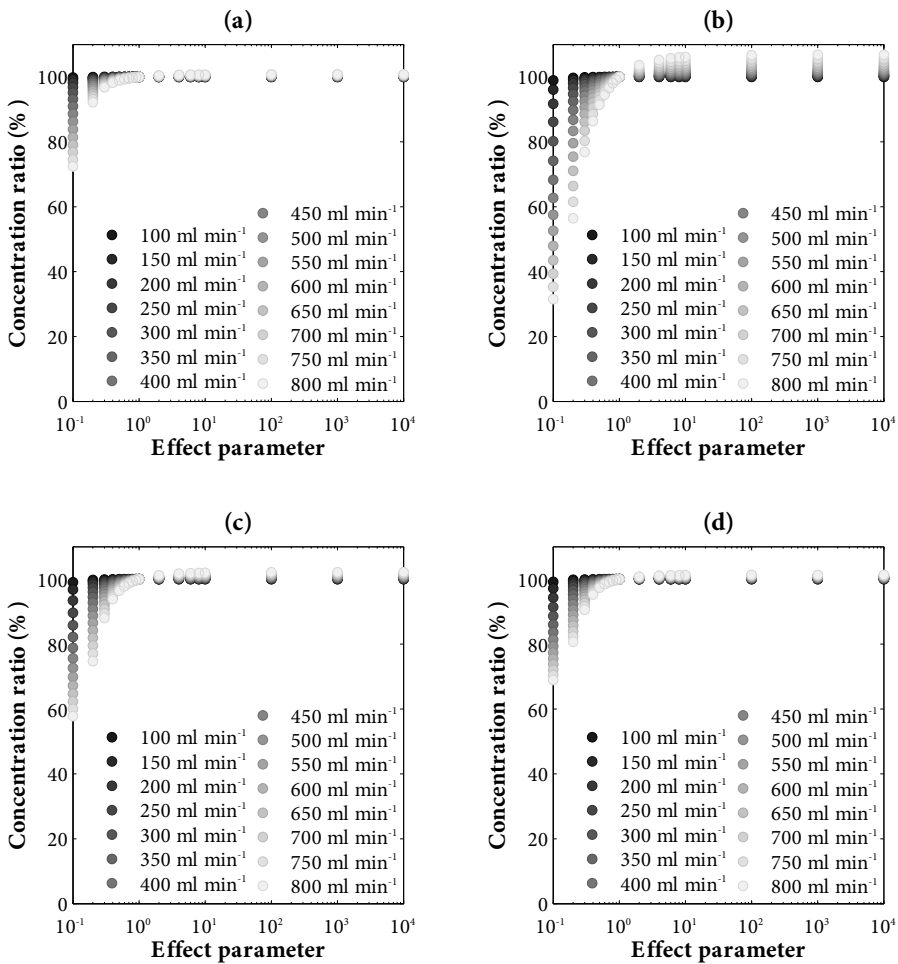 (a)
Concentration ratio (%)
100
80
60
40
20
0
100 ml min⁻¹
150 ml min⁻¹
200 ml min⁻¹
250 ml min⁻¹
300 ml min⁻¹
350 ml min⁻¹
400 ml min⁻¹
450 ml min⁻¹
500 ml min⁻¹
550 ml min⁻¹
600 ml min⁻¹
650 ml min⁻¹
700 ml min⁻¹
750 ml min⁻¹
800 ml min⁻¹
10⁻¹ 10⁰ 10¹ 10² 10³ 10⁴
Effect parameter
(b)
Concentration ratio (%)
100
80
60
40
20
0
100 ml min⁻¹
150 ml min⁻¹
200 ml min⁻¹
250 ml min⁻¹
300 ml min⁻¹
350 ml min⁻¹
400 ml min⁻¹
450 ml min⁻¹
500 ml min⁻¹
550 ml min⁻¹
600 ml min⁻¹
650 ml min⁻¹
700 ml min⁻¹
750 ml min⁻¹
800 ml min⁻¹
10⁻¹ 10⁰ 10¹ 10² 10³ 10⁴
Effect parameter
(c)
Concentration ratio (%)
100
80
60
40
20
0
100 ml min⁻¹
150 ml min⁻¹
200 ml min⁻¹
250 ml min⁻¹
300 ml min⁻¹
350 ml min⁻¹
400 ml min⁻¹
450 ml min⁻¹
500 ml min⁻¹
550 ml min⁻¹
600 ml min⁻¹
650 ml min⁻¹
700 ml min⁻¹
750 ml min⁻¹
800 ml min⁻¹
10⁻¹ 10⁰ 10¹ 10² 10³ 10⁴
Effect parameter
(d)
Concentration ratio (%)
100
80
60
40
20
0
100 ml min⁻¹
150 ml min⁻¹
200 ml min⁻¹
250 ml min⁻¹
300 ml min⁻¹
350 ml min⁻¹
400 ml min⁻¹
450 ml min⁻¹
500 ml min⁻¹
550 ml min⁻¹
600 ml min⁻¹
650 ml min⁻¹
700 ml min⁻¹
750 ml min⁻¹
800 ml min⁻¹
10⁻¹ 10⁰ 10¹ 10² 10³ 10⁴
Effect parameter